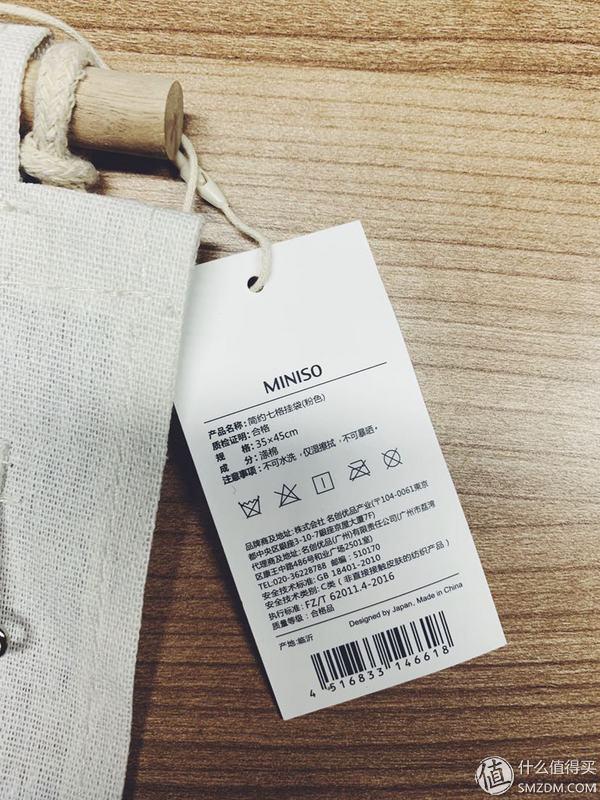 MINISO
产品名称: 简约七格挂袋(粉色)
质检证明: 合格
规 格: 35×45cm
成 分: 涤棉
注意事项: 不可水洗，仅湿擦拭，不可暴晒。
品牌商及地址: 株式会社 名创优品产业(〒104-0061東京
都中央区銀座3-10-7銀座京屋大厦7F)
代理商及地址: 名创优品(广州)有限责任公司(广州市荔湾
区康王中路486号和业广场2501室)
TEL:020-36228788 邮编: 510170
安全技术标准: GB 18401-2010
安全技术类别: C类 ( 非直接接触皮肤的纺织产品 )
执行标准: FZ/T 62011.4-2016
质量等级: 合格品
Designed by Japan, Made in China
产地:临沂
4 516833 146618
值 什么值得买
SMZDM.COM